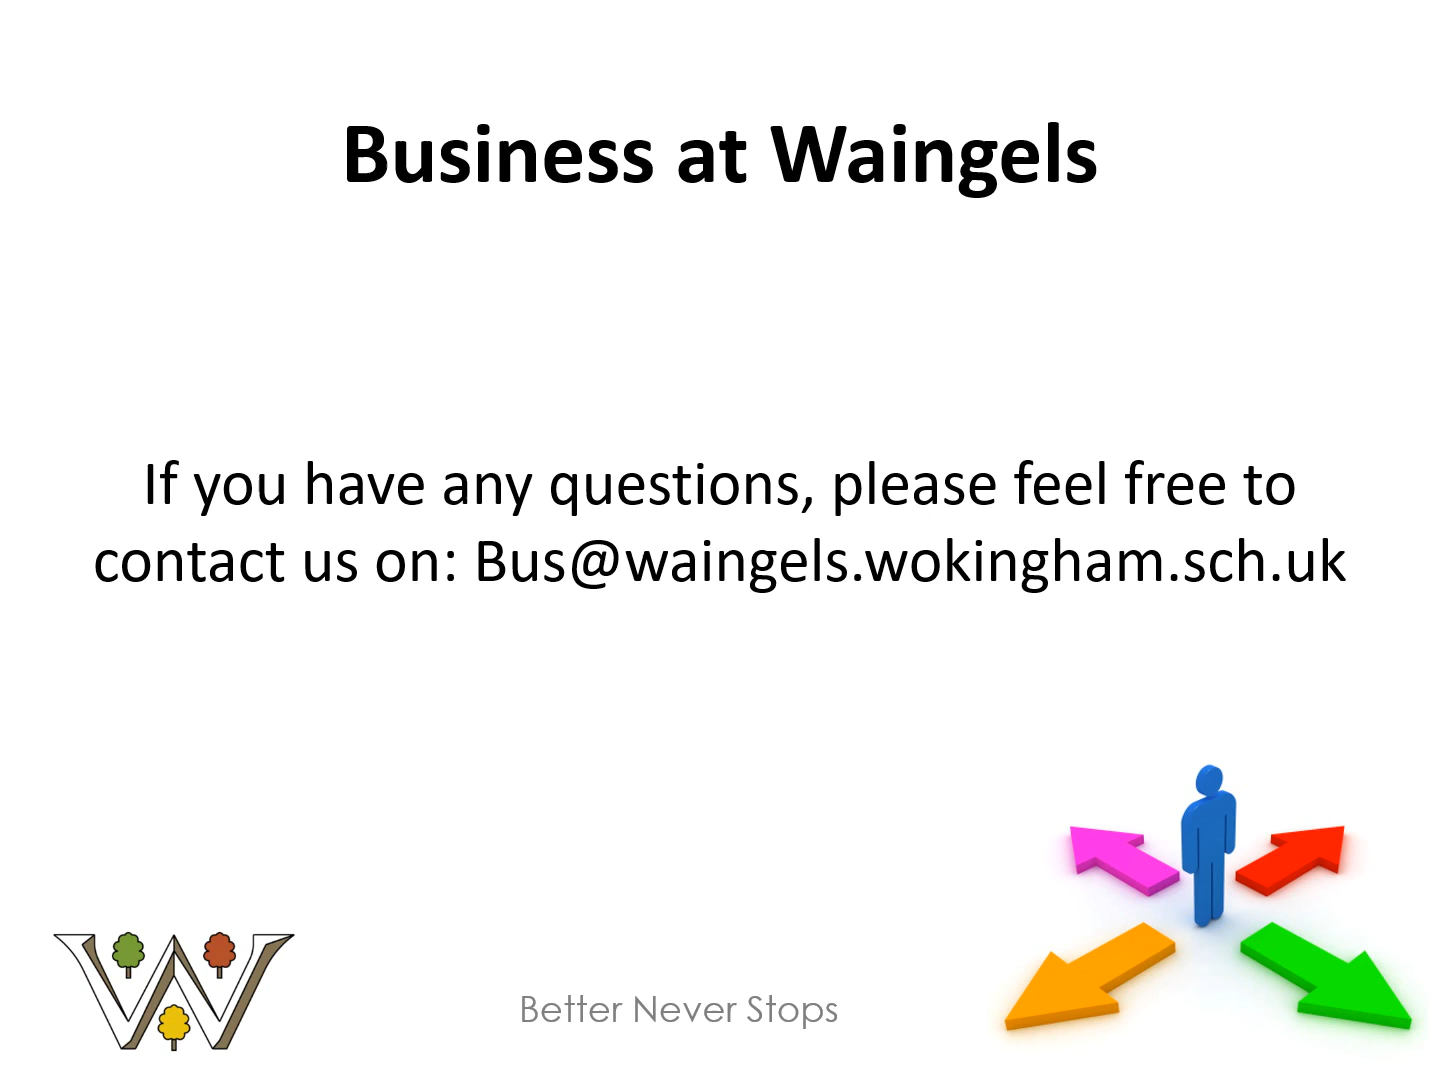 Business at Waingels
If you have any questions, please feel free to
contact us on: Bus@waingels.wokingham.sch.uk
W
Better Never Stops